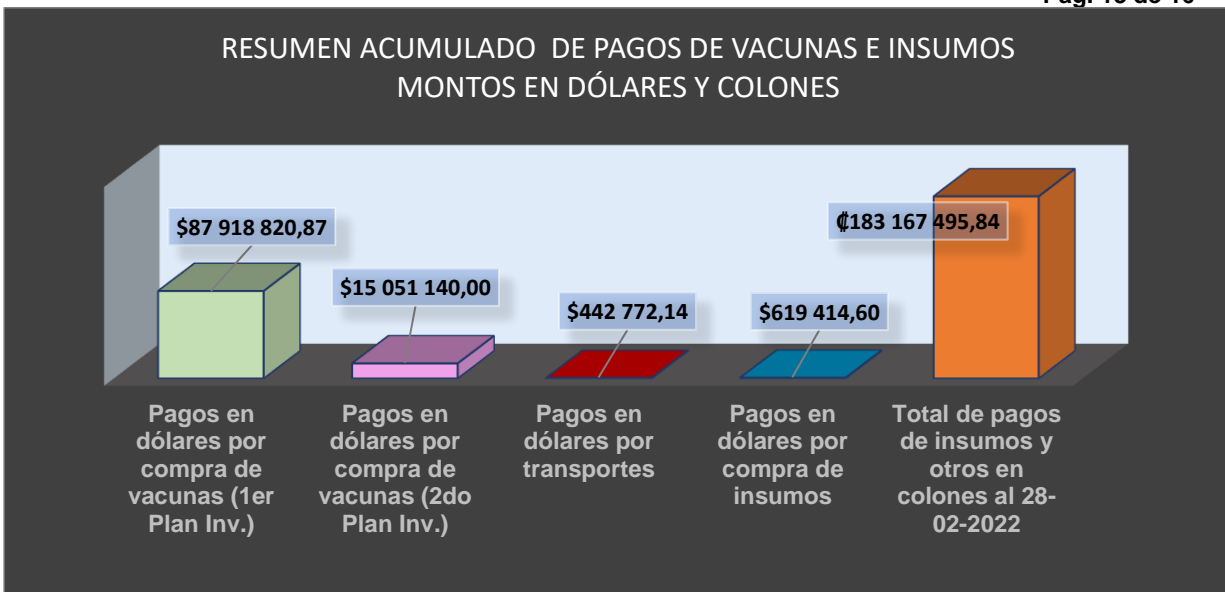 RESUMEN ACUMULADO DE PAGOS DE VACUNAS E INSUMOS
MONTOS EN DÓLARES Y COLONES
$87 918 820,87
$15 051 140,00
$442 772,14
$619 414,60
₡183 167 495,84
Pagos en
dólares por
compra de
vacunas (1er
Plan Inv.)
Pagos en
dólares por
compra de
vacunas (2do
Plan Inv.)
Pagos en
dólares por
transportes
Pagos en
dólares por
compra de
insumos
Total de pagos
de insumos y
otros en
colones al 28-
02-2022